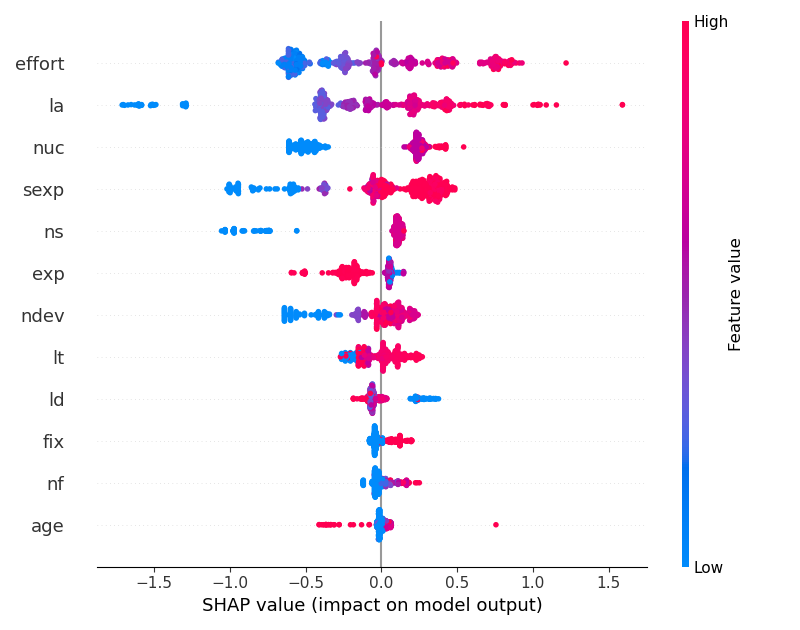 High
effort
la
nuc
sexp
ns
exp
ndev
lt
ld
fix
nf
age
Feature value
Low
−1.5 −1.0 −0.5 0.0 0.5 1.0 1.5
SHAP value (impact on model output)